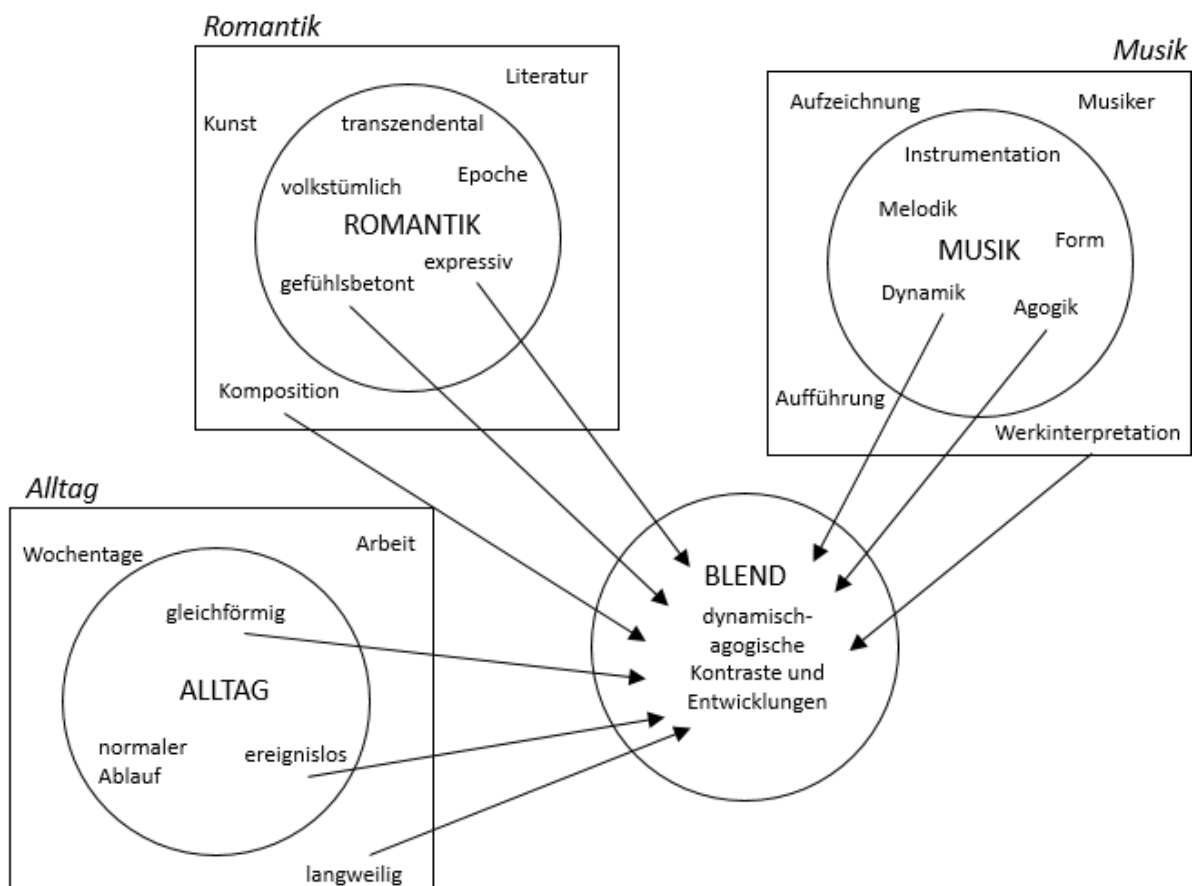 Romantik
Literatur
Kunst
transzendental
Epoche
volkstümlich
ROMANTIK
expressiv
gefühlsbetont
Komposition
Musik
Aufzeichnung
Musiker
Instrumentation
Melodik
Form
MUSIK
Dynamik
Agogik
Aufführung
Werkinterpretation
Alltag
Wochentage
Arbeit
gleichförmig
ALLTAG
normaler
Ablauf
ereignislos
langweilig
BLEND
dynamisch-
agogische
Kontraste und
Entwicklungen